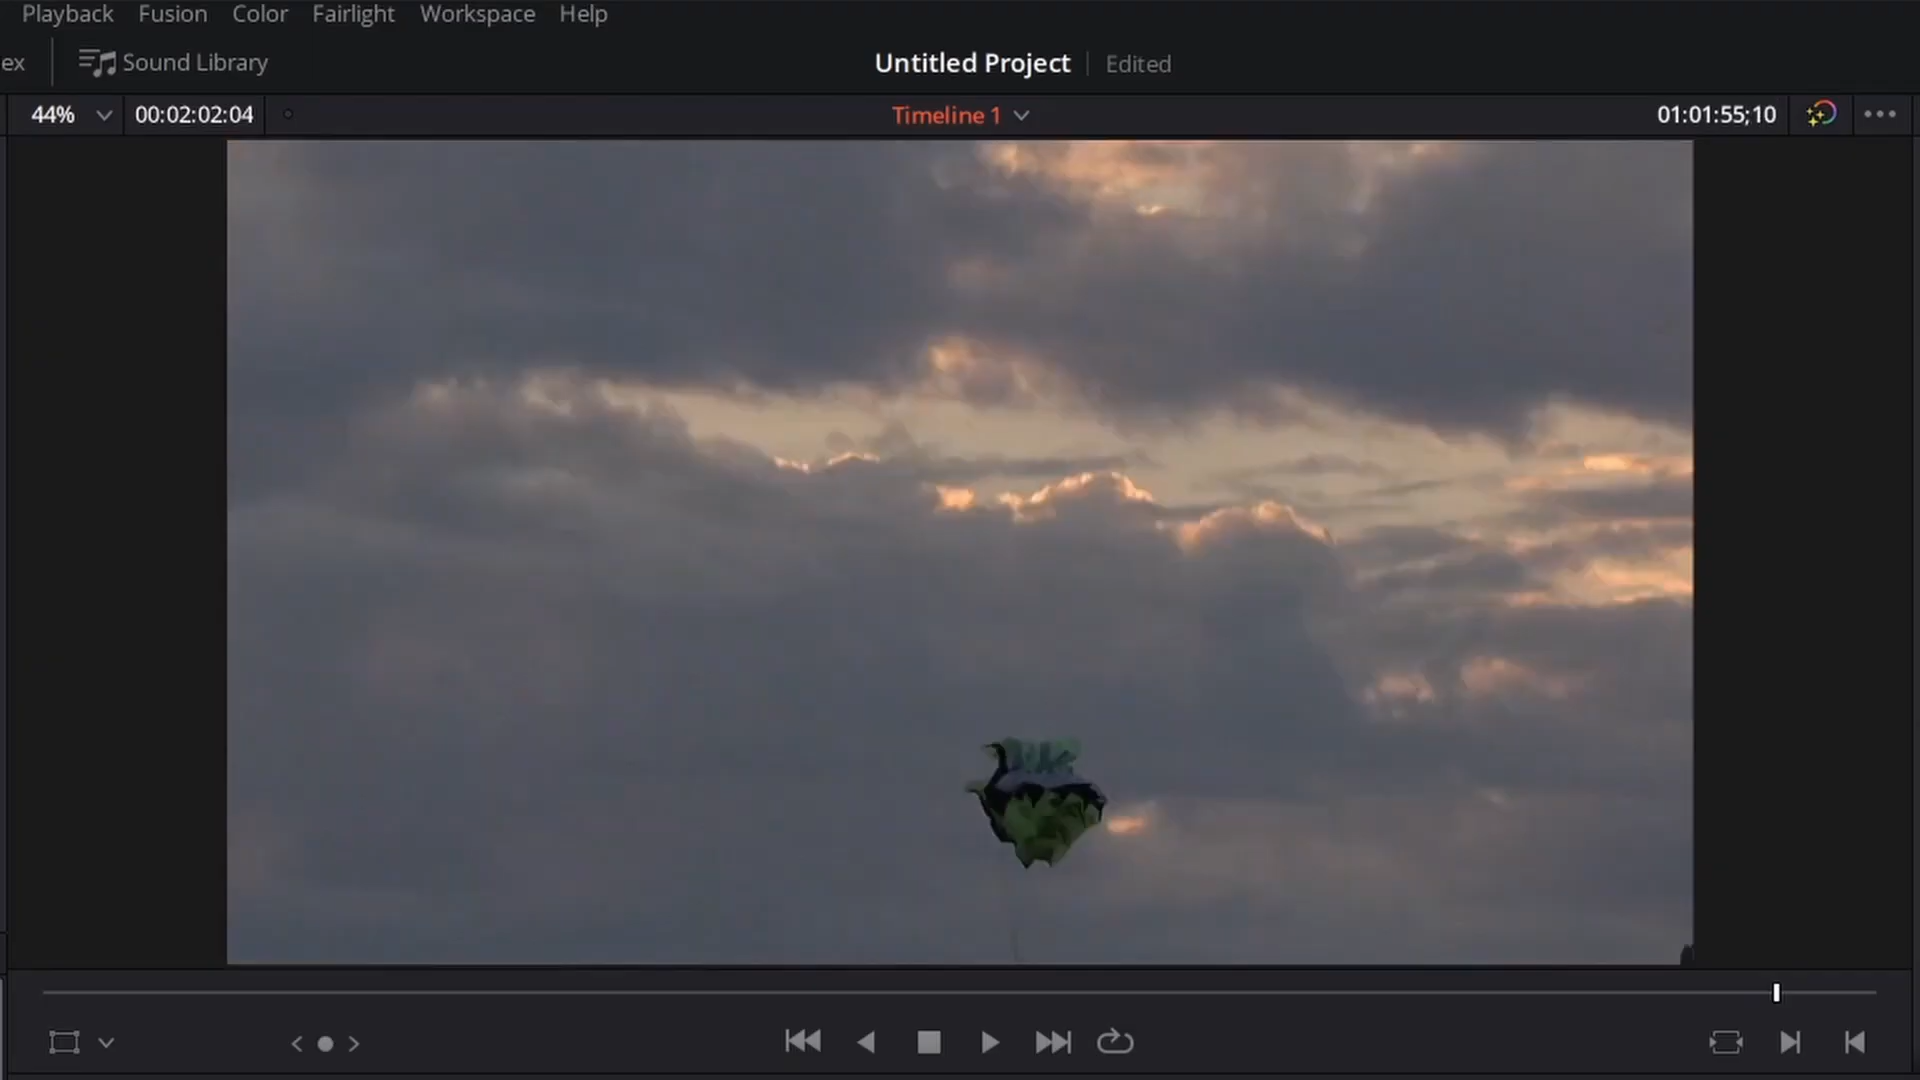 Playback Fusion Color Fairlight Workspace Help
ex Sound Library Untitled Project Edited
44% 00:02:02:04 Timeline 1 01:01:55;10